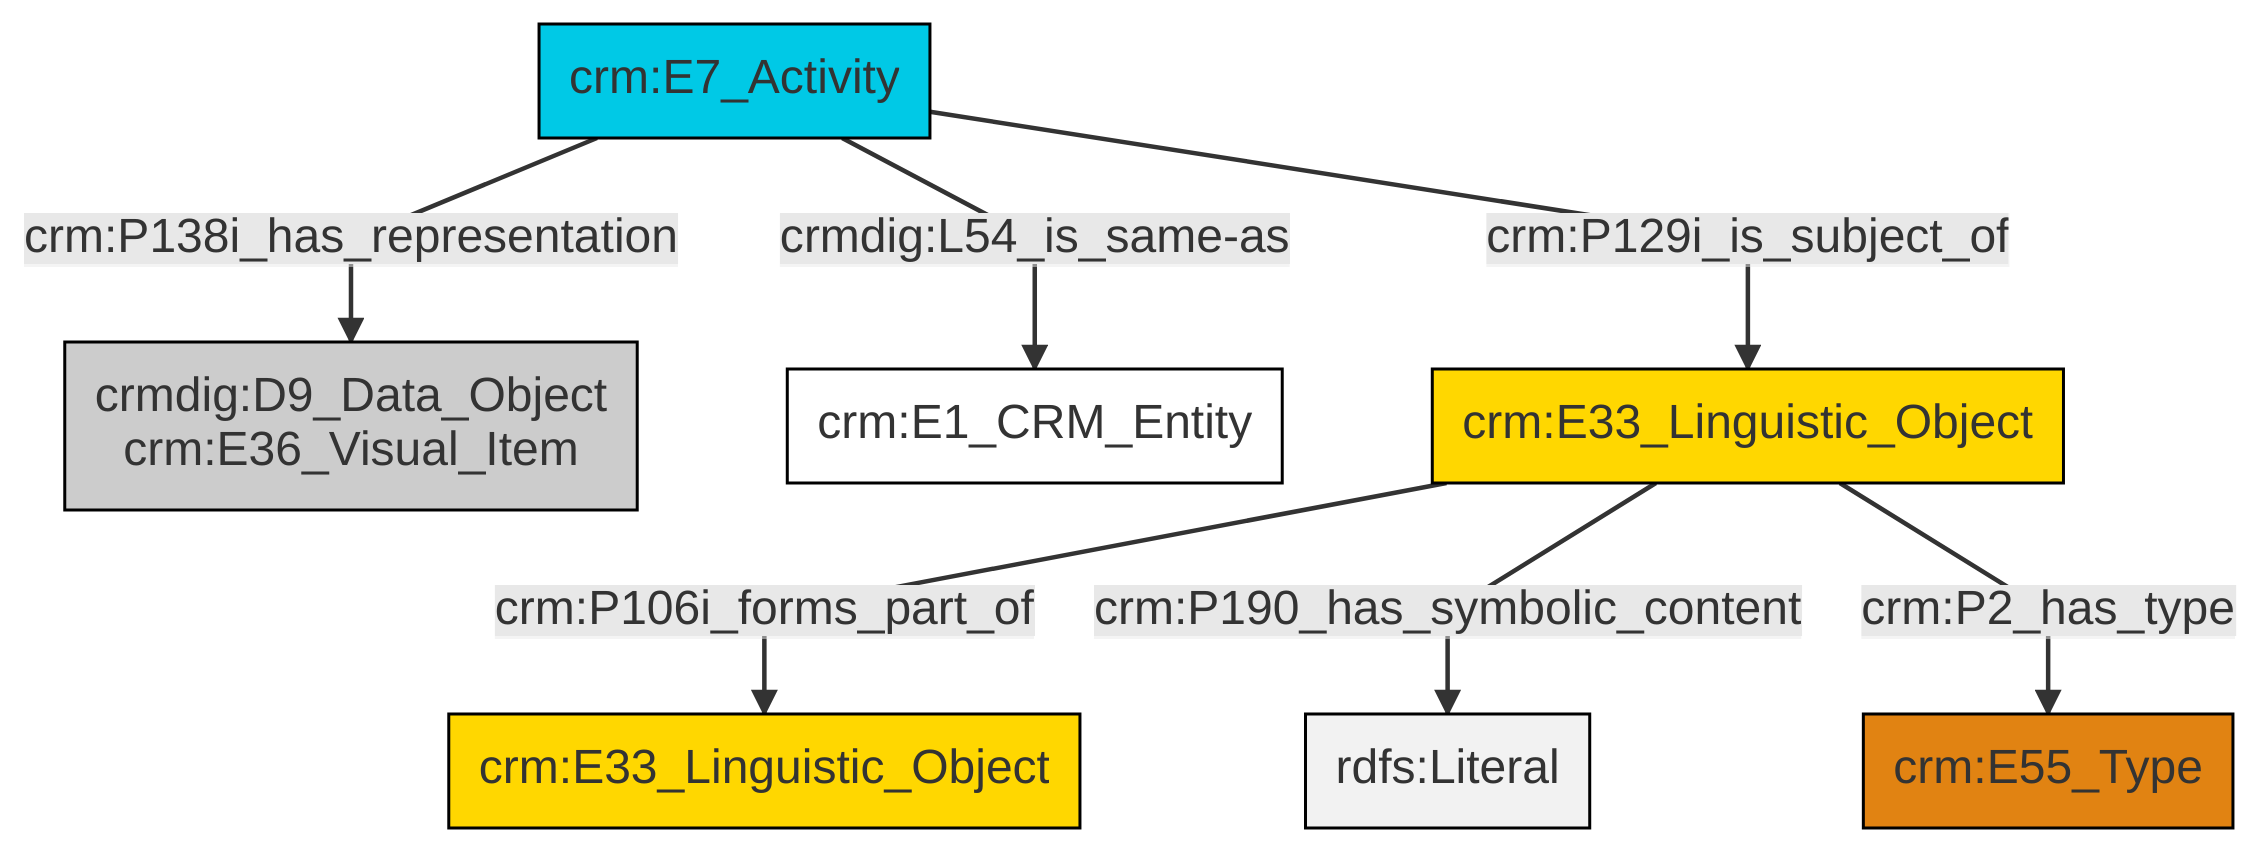 crm:E7_Activity
crm:P138i_has_representation
crmdig:L54_is_same-as
crm:P129i_is_subject_of
crmdig:D9_Data_Object
crm:E36_Visual_Item
crm:E1_CRM_Entity
crm:E33_Linguistic_Object
crm:P106i_forms_part_of
crm:P190_has_symbolic_content
crm:P2_has_type
crm:E33_Linguistic_Object
rdfs:Literal
crm:E55_Type